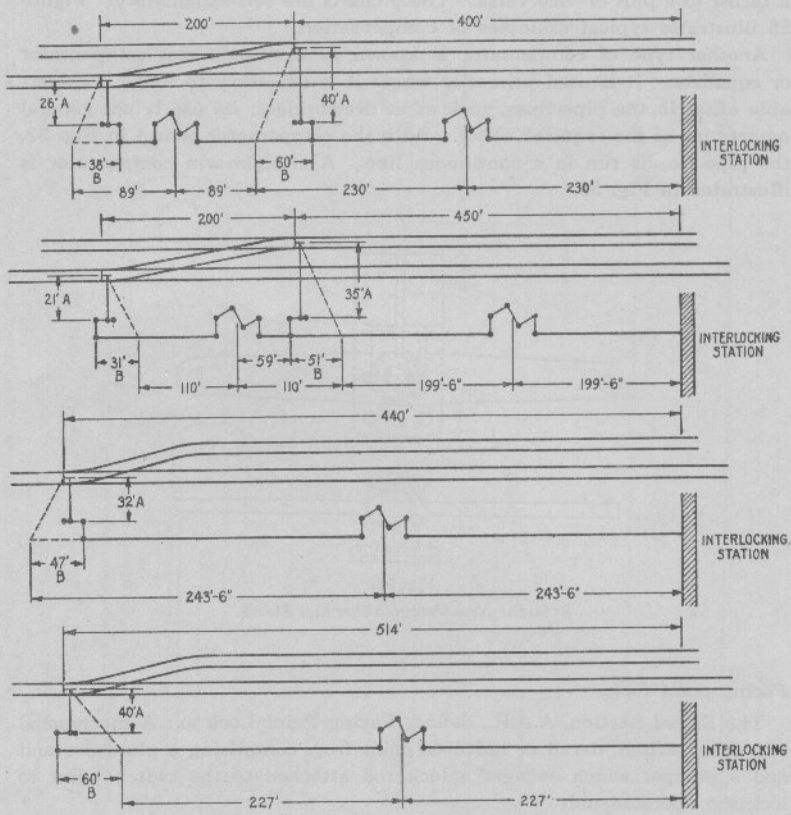 200'
400'
26'A
40'A
38'
B
60'
B
89'
89'
230'
230'
INTERLOCKING
STATION
200'
450'
21'A
35'A
31'
B
59'
51'
B
110'
110'
199'-6"
199'-6"
INTERLOCKING
STATION
440'
32'A
47'
B
243'-6"
243'-6"
INTERLOCKING
STATION
514'
40'A
60'
B
227'
227'
INTERLOCKING
STATION